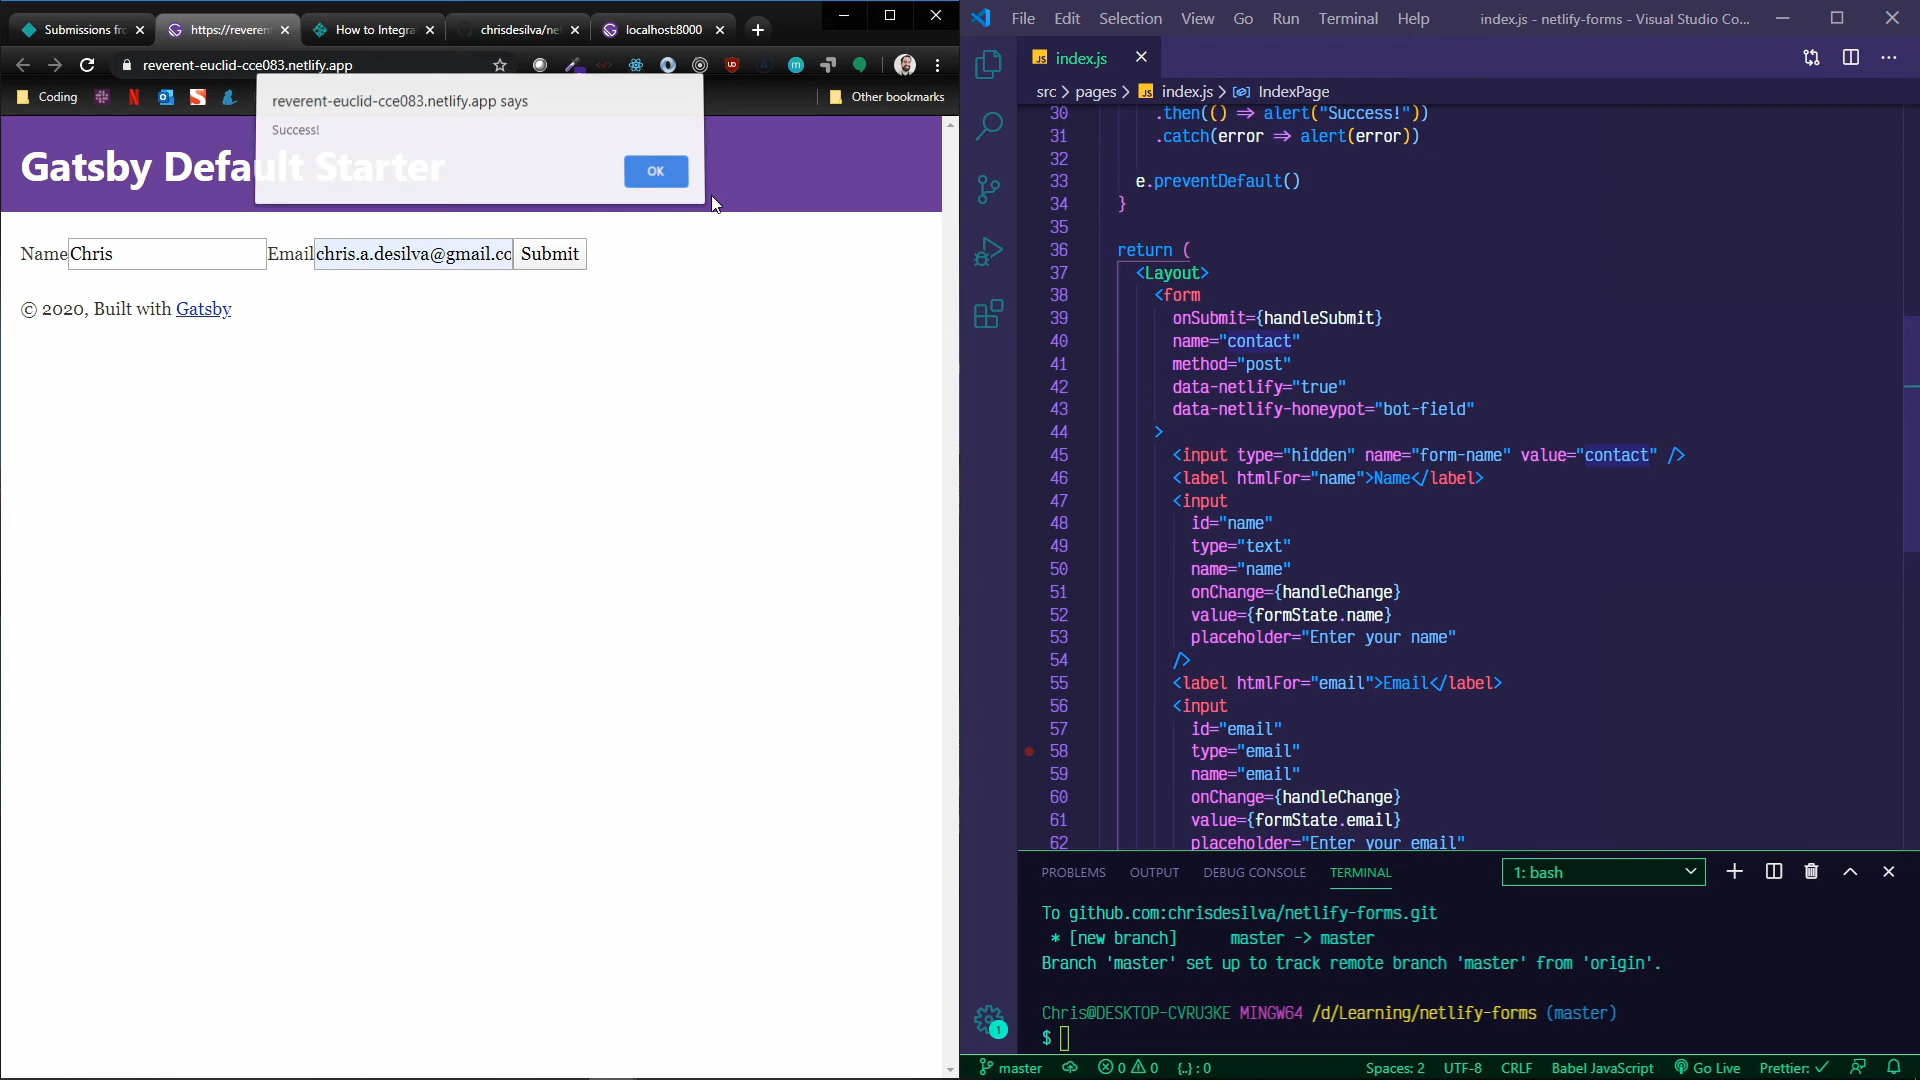 Submissions fro
https://reveren
How to Integra
chrisdesilva/ne
localhost:8000
reverent-euclid-cce083.netlify.app
Coding
Other bookmarks
reverent-euclid-cce083.netlify.app says
Success!
OK
Gatsby Default Starter
Name
Chris
Email
chris.a.desilva@gmail.co
Submit
© 2020, Built with Gatsby
File Edit Selection View Go Run Terminal Help
index.js - netlify-forms - Visual Studio Co...
JS index.js
src > pages > JS index.js > IndexPage
30 .then(() => alert("Success!"))
31 .catch(error => alert(error))
32
33 e.preventDefault()
34 }
35
36 return (
37 <Layout>
38 <form
39 onSubmit={handleSubmit}
40 name="contact"
41 method="post"
42 data-netlify="true"
43 data-netlify-honeypot="bot-field"
44 >
45 <input type="hidden" name="form-name" value="contact" />
46 <label htmlFor="name">Name</label>
47 <input
48 id="name"
49 type="text"
50 name="name"
51 onChange={handleChange}
52 value={formState.name}
53 placeholder="Enter your name"
54 />
55 <label htmlFor="email">Email</label>
56 <input
57 id="email"
58 type="email"
59 name="email"
60 onChange={handleChange}
61 value={formState.email}
62 placeholder="Enter your email"
PROBLEMS OUTPUT DEBUG CONSOLE TERMINAL
1: bash
To github.com:chrisdesilva/netlify-forms.git
* [new branch] master -> master
Branch 'master' set up to track remote branch 'master' from 'origin'.
Chris@DESKTOP-CVRU3KE MINGW64 /d/Learning/netlify-forms (master)
$
1
master 0 0 {..} : 0 Spaces: 2 UTF-8 CRLF Babel JavaScript Go Live Prettier: ✓